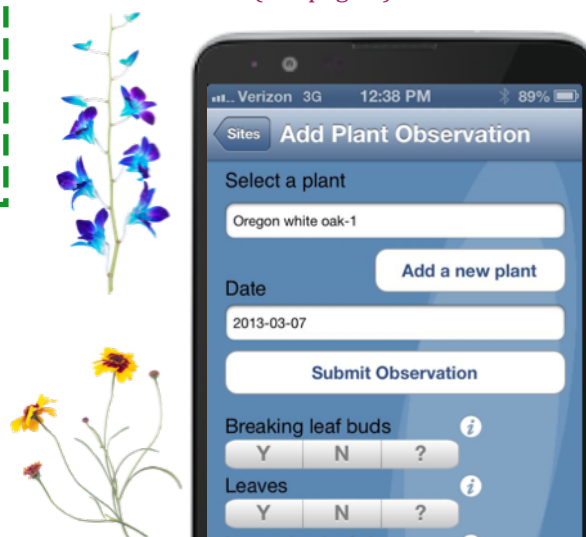 Verizon 3G 12:38 PM 89%
Sites Add Plant Observation
Select a plant
Oregon white oak-1
Add a new plant
Date
2013-03-07
Submit Observation
Breaking leaf buds i
Y N ?
Leaves i
Y N ?